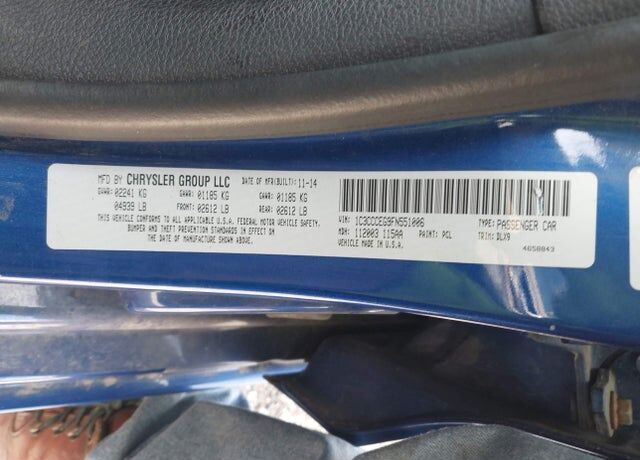 MFD BY CHRYSLER GROUP LLC DATE OF MFR(BUILT): 11-14
GVWR: 02241 KG GAWR: 01185 KG GAWR: 01185 KG
04939 LB FRONT: 02612 LB REAR: 02612 LB
THIS VEHICLE CONFORMS TO ALL APPLICABLE U.S.A. FEDERAL MOTOR VEHICLE SAFETY,
BUMPER AND THEFT PREVENTION STANDARDS IN EFFECT ON
THE DATE OF MANUFACTURE SHOWN ABOVE.
VIN: 1C3CCCEG9FN551006 TYPE: PASSENGER CAR
MDH: 112003 115AA PAINT: PCL TRIM: DLX9
MADE IN U.S.A. 4658843